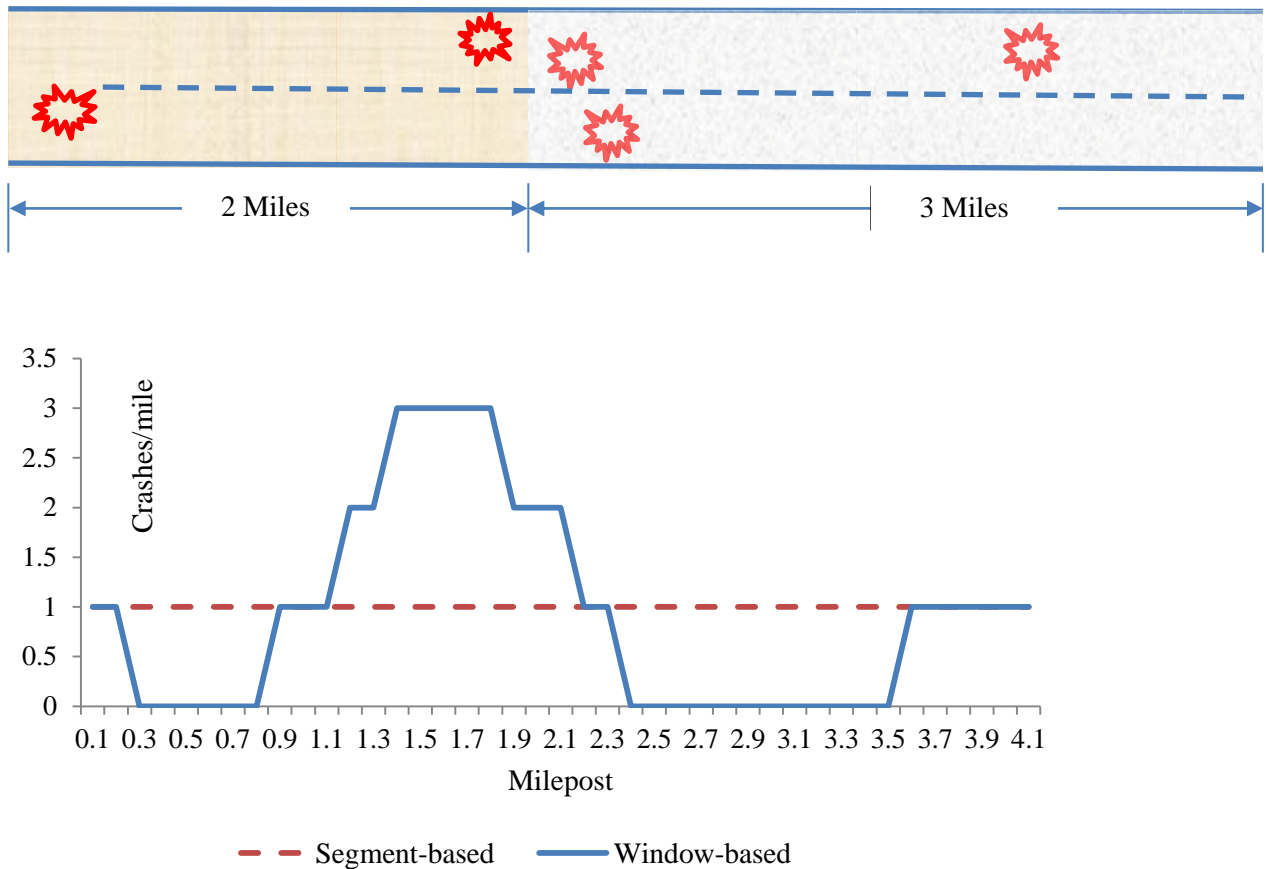 2 Miles
3 Miles
3.5
3
2.5
2
1.5
1
0.5
0
Crashes/mile
0.1 0.3 0.5 0.7 0.9 1.1 1.3 1.5 1.7 1.9 2.1 2.3 2.5 2.7 2.9 3.1 3.3 3.5 3.7 3.9 4.1
Milepost
Segment-based Window-based